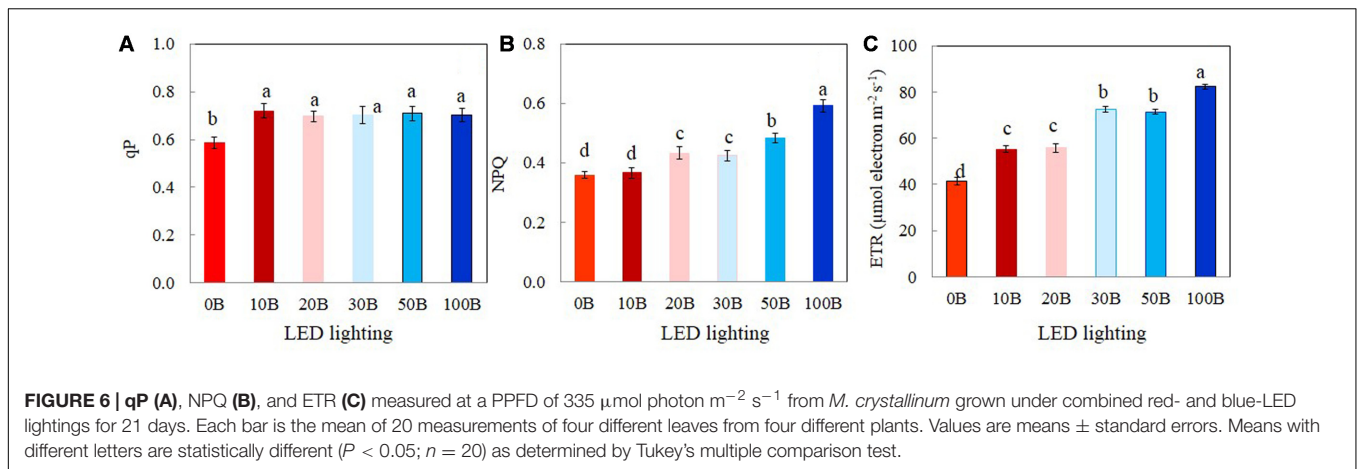 A
B
C
1.0
0.8
0.6
0.4
0.2
0.0
qP
b
a
a
a
a
a
0B 10B 20B 30B 50B 100B
LED lighting
0.8
0.6
0.4
0.2
0.0
NPQ
d
d
c
c
b
a
0B 10B 20B 30B 50B 100B
LED lighting
100
80
60
40
20
0
ETR (μmol electron m-2 s-1)
d
c
c
b
b
a
0B 10B 20B 30B 50B 100B
LED lighting
FIGURE 6 | qP (A), NPQ (B), and ETR (C) measured at a PPFD of 335 μmol photon m−2 s−1 from M. crystallinum grown under combined red- and blue-LED
lightings for 21 days. Each bar is the mean of 20 measurements of four different leaves from four different plants. Values are means ± standard errors. Means with
different letters are statistically different (P < 0.05; n = 20) as determined by Tukey's multiple comparison test.